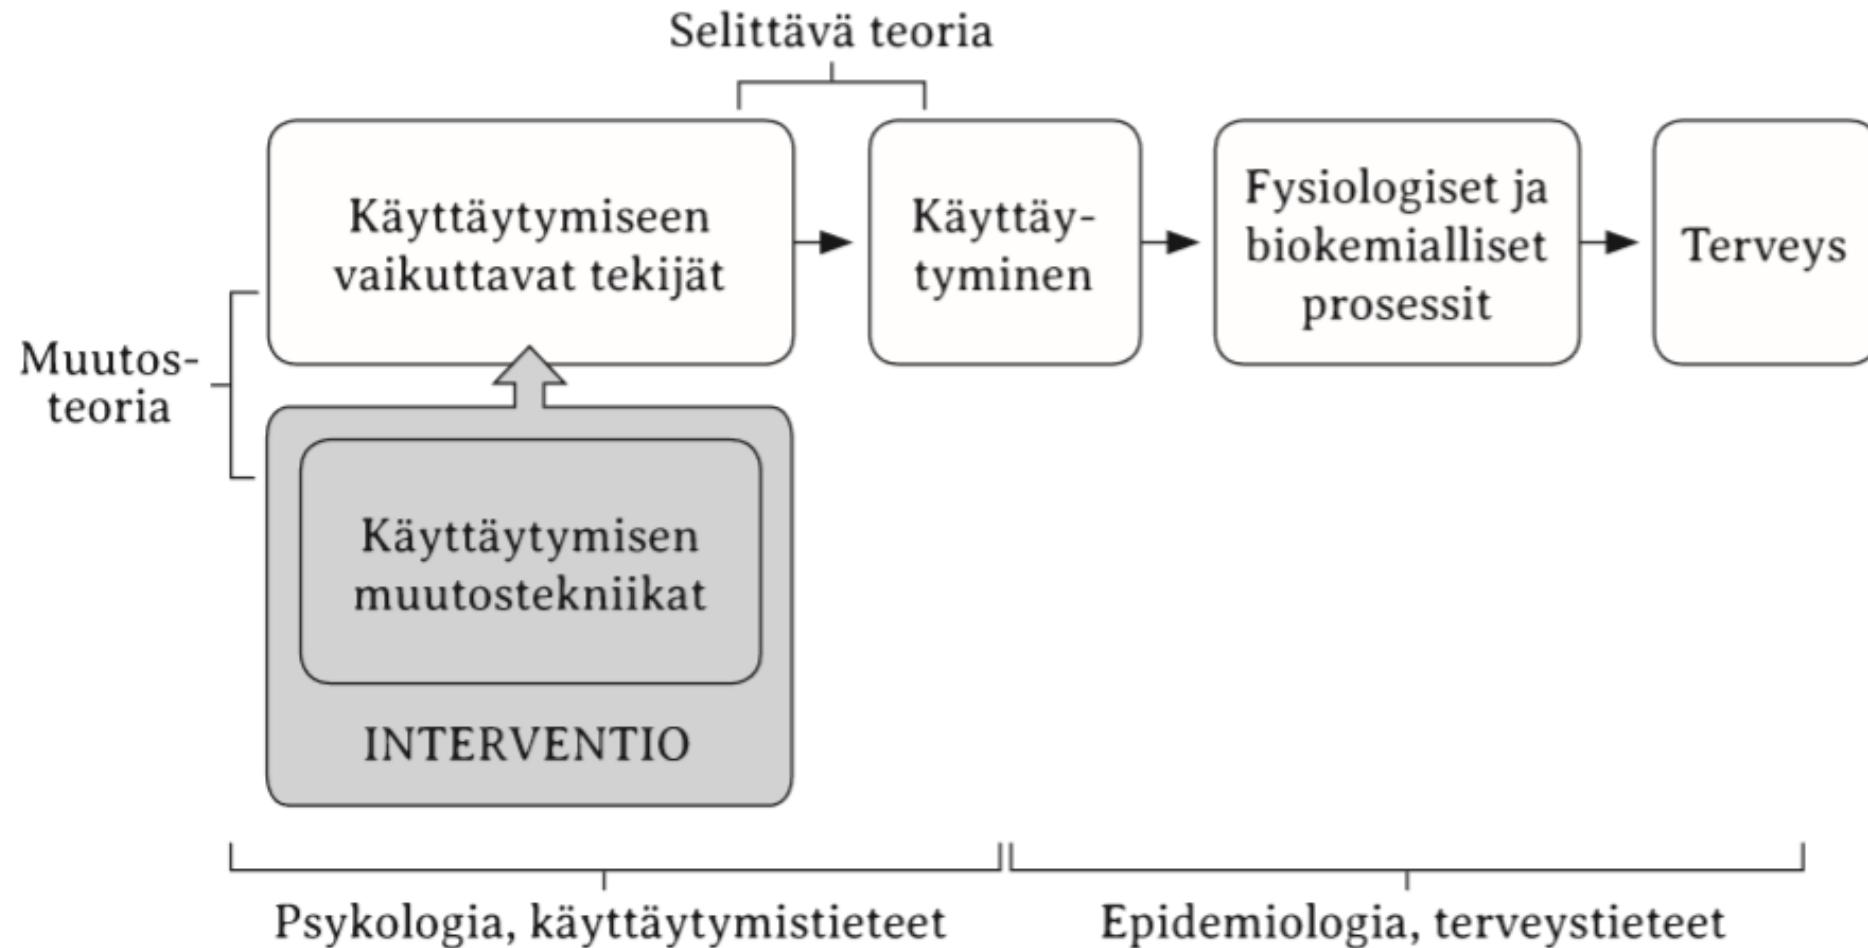 Selittävä teoria
Käyttäytymiseen
vaikuttavat tekijät
Käyttäy-
tyminen
Fysiologiset ja
biokemialliset
prosessit
Terveys
Muutos-
teoria
Käyttäytymisen
muutostekniikat
INTERVENTIO
Psykologia, käyttäytymistieteet
Epidemiologia, terveystieteet